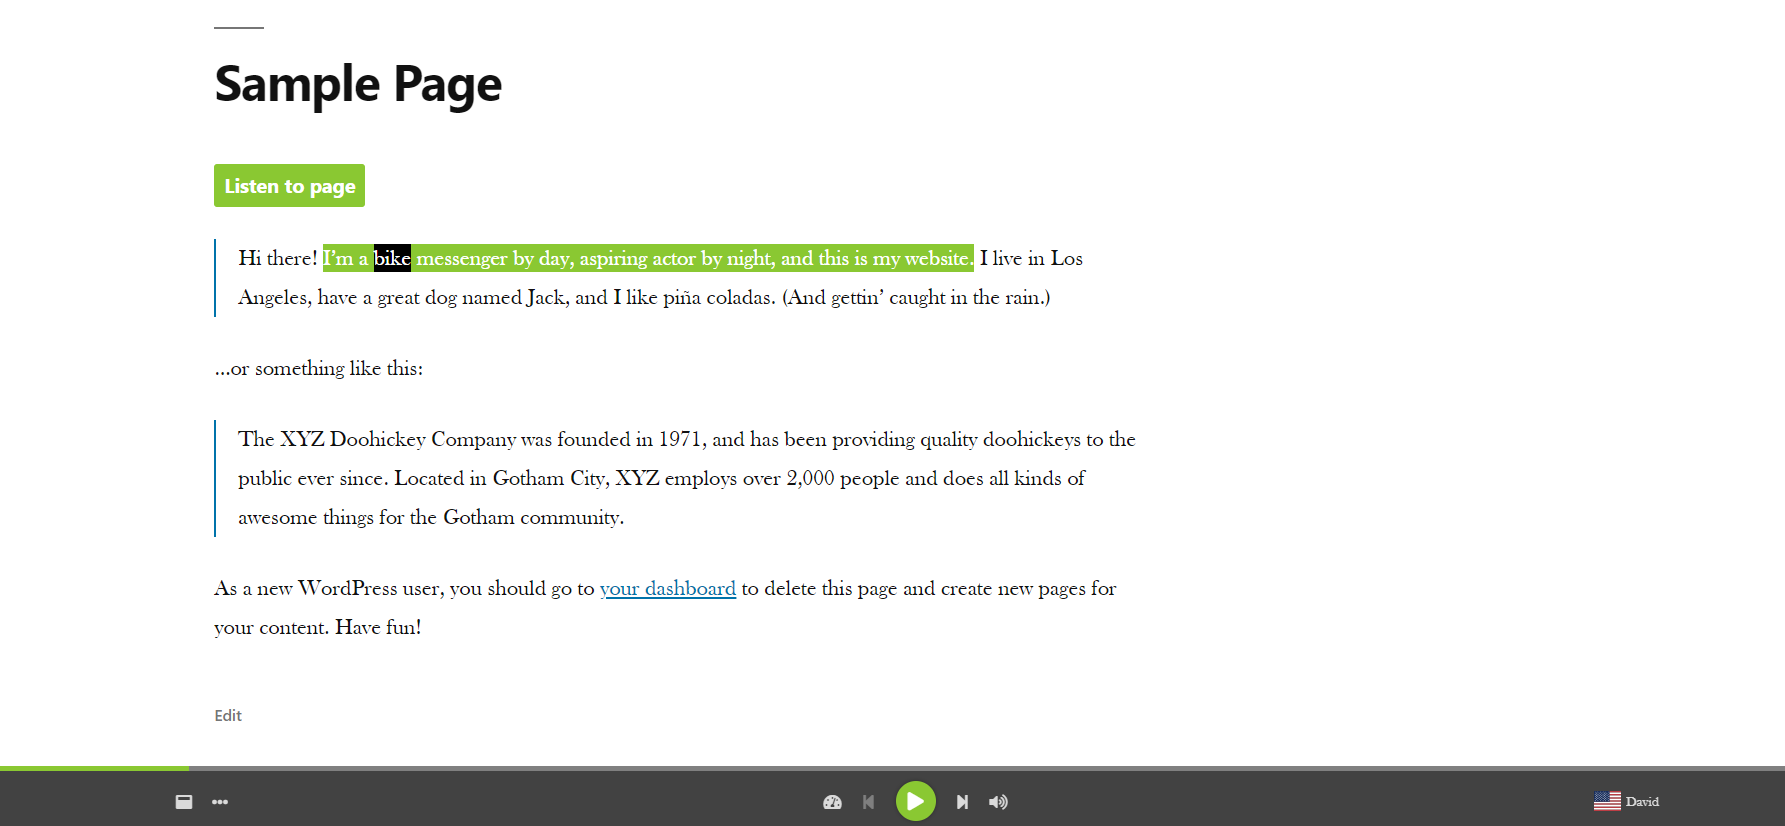 Sample Page
Listen to page
Hi there! I’m a bike messenger by day, aspiring actor by night, and this is my website. I live in Los
Angeles, have a great dog named Jack, and I like piña coladas. (And gettin’ caught in the rain.)
…or something like this:
The XYZ Doohickey Company was founded in 1971, and has been providing quality doohickeys to the
public ever since. Located in Gotham City, XYZ employs over 2,000 people and does all kinds of
awesome things for the Gotham community.
As a new WordPress user, you should go to your dashboard to delete this page and create new pages for
your content. Have fun!
Edit
David